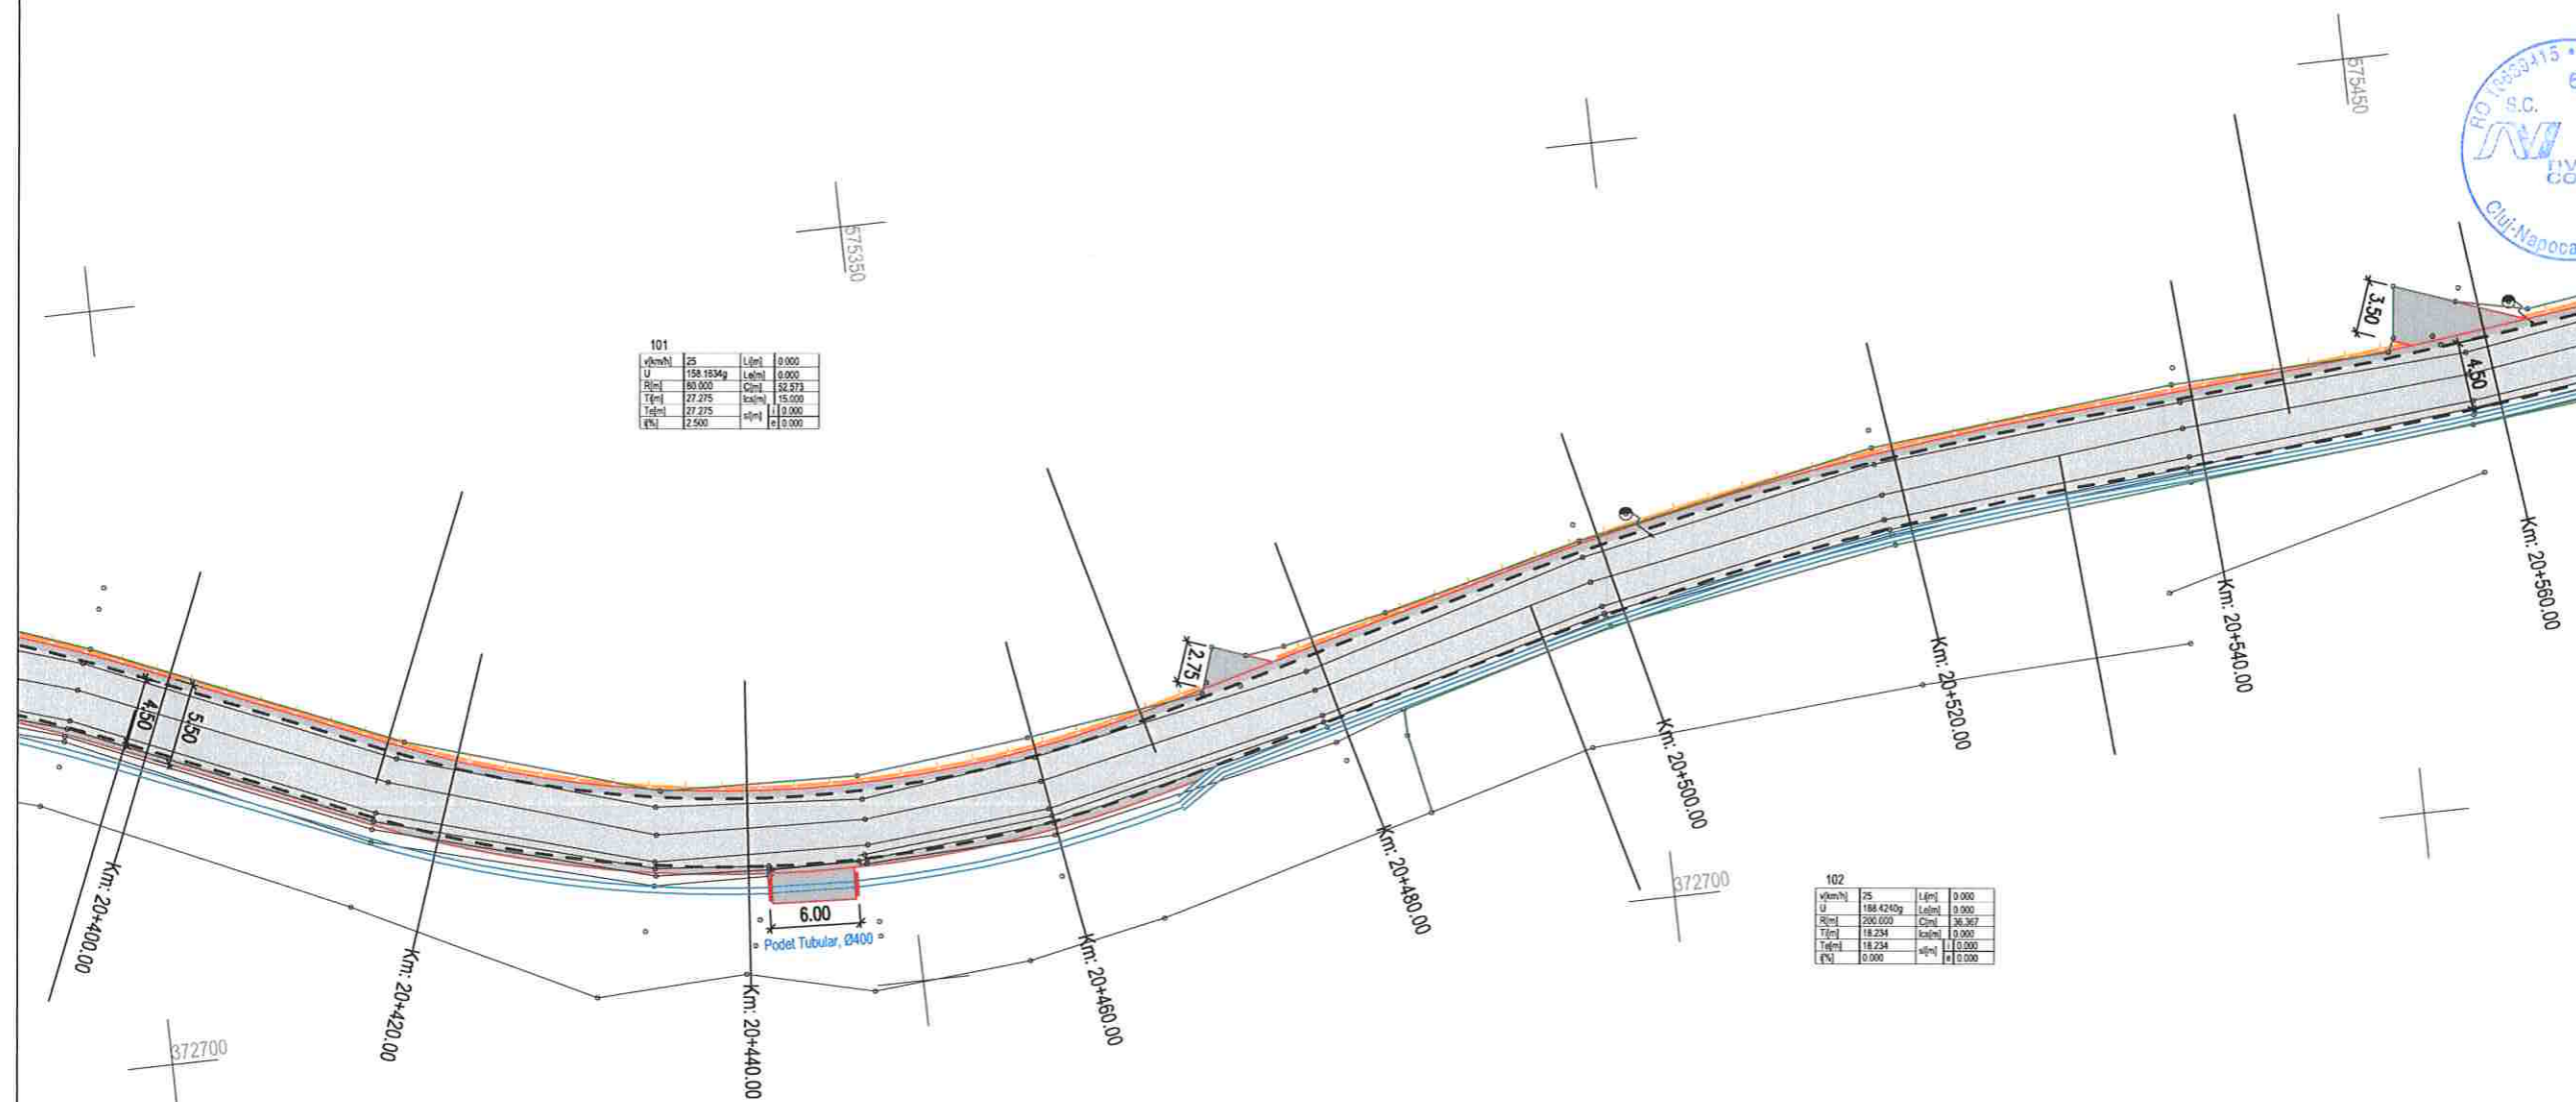 575450
575350
101
v[km/h] 25 Li[m] 0.000
U 158.1634g Le[m] 0.000
R[m] 80.000 C[m] 52.573
Ti[m] 27.275 lcs[m] 15.000
Te[m] 27.275 s[m] i 0.000
i[%] 2.500 e 0.000
S.C.
Cluj-Napoca
3.50
4.50
2.75
4.50
5.50
6.00
Podet Tubular, Ø400
Km: 20+400.00
Km: 20+420.00
Km: 20+440.00
Km: 20+460.00
Km: 20+480.00
Km: 20+500.00
Km: 20+520.00
Km: 20+540.00
Km: 20+560.00
372700
372700
102
v[km/h] 25 Li[m] 0.000
U 188.4240g Le[m] 0.000
R[m] 200.000 C[m] 36.367
Ti[m] 18.234 lcs[m] 0.000
Te[m] 18.234 s[m] i 0.000
i[%] 0.000 e 0.000